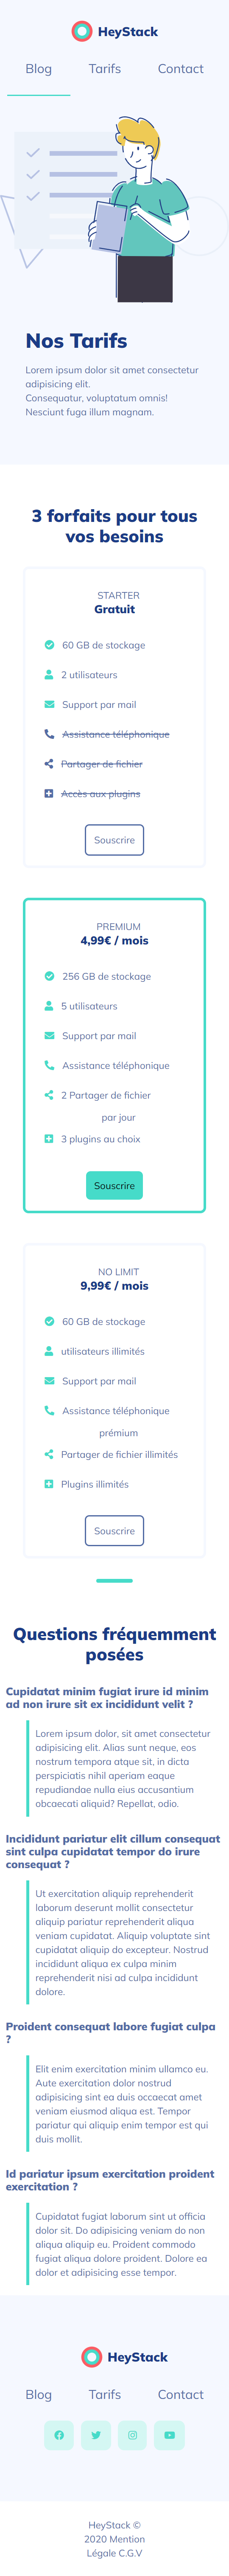 HeyStack
Blog Tarifs Contact
Nos Tarifs
Lorem ipsum dolor sit amet consectetur
adipisicing elit.
Consequatur, voluptatum omnis!
Nesciunt fuga illum magnam.
3 forfaits pour tous
vos besoins
STARTER
Gratuit
60 GB de stockage
2 utilisateurs
Support par mail
Assistance téléphonique
Partager de fichier
Accès aux plugins
Souscrire
PREMIUM
4,99€ / mois
256 GB de stockage
5 utilisateurs
Support par mail
Assistance téléphonique
2 Partager de fichier
par jour
3 plugins au choix
Souscrire
NO LIMIT
9,99€ / mois
60 GB de stockage
utilisateurs illimités
Support par mail
Assistance téléphonique
prémium
Partager de fichier illimités
Plugins illimités
Souscrire
Questions fréquemment
posées
Cupidatat minim fugiat irure id minim
ad non irure sit ex incididunt velit ?
Lorem ipsum dolor, sit amet consectetur
adipisicing elit. Alias sunt neque, eos
nostrum tempora atque sit, in dicta
perspiciatis nihil aperiam eaque
repudiandae nulla eius accusantium
obcaecati aliquid? Repellat, odio.
Incididunt pariatur elit cillum consequat
sint culpa cupidatat tempor do irure
consequat ?
Ut exercitation aliquip reprehenderit
laborum deserunt mollit consectetur
aliquip pariatur reprehenderit aliqua
veniam cupidatat. Aliquip voluptate sint
cupidatat aliquip do excepteur. Nostrud
incididunt aliqua ex culpa minim
reprehenderit nisi ad culpa incididunt
dolore.
Proident consequat labore fugiat culpa
?
Elit enim exercitation minim ullamco eu.
Aute exercitation dolor nostrud
adipisicing sint ea duis occaecat amet
veniam eiusmod aliqua est. Tempor
pariatur qui aliquip enim tempor est qui
duis mollit.
Id pariatur ipsum exercitation proident
exercitation ?
Cupidatat fugiat laborum sint ut officia
dolor sit. Do adipisicing veniam do non
aliqua aliquip eu. Proident commodo
fugiat aliqua dolore proident. Dolore ea
dolor et adipisicing esse tempor.
HeyStack
Blog Tarifs Contact
HeyStack ©
2020 Mention
Légale C.G.V